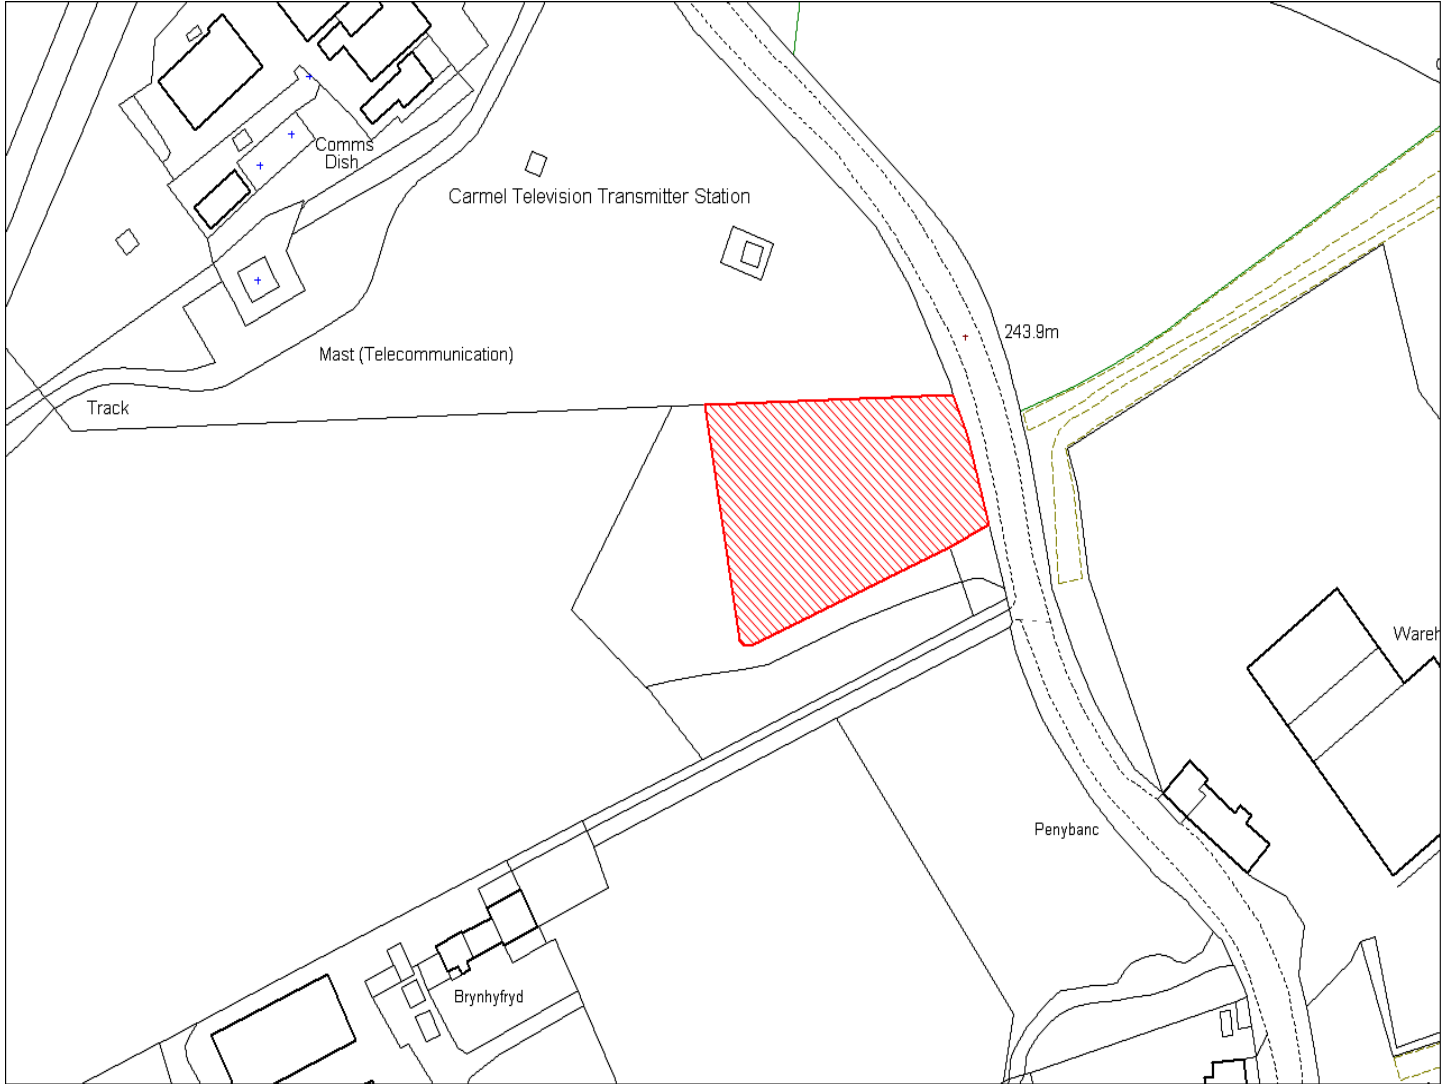 Comms
Dish
Carmel Television Transmitter Station
243.9m
Mast (Telecommunication)
Track
Wareh
Penybanc
Brynhyfryd